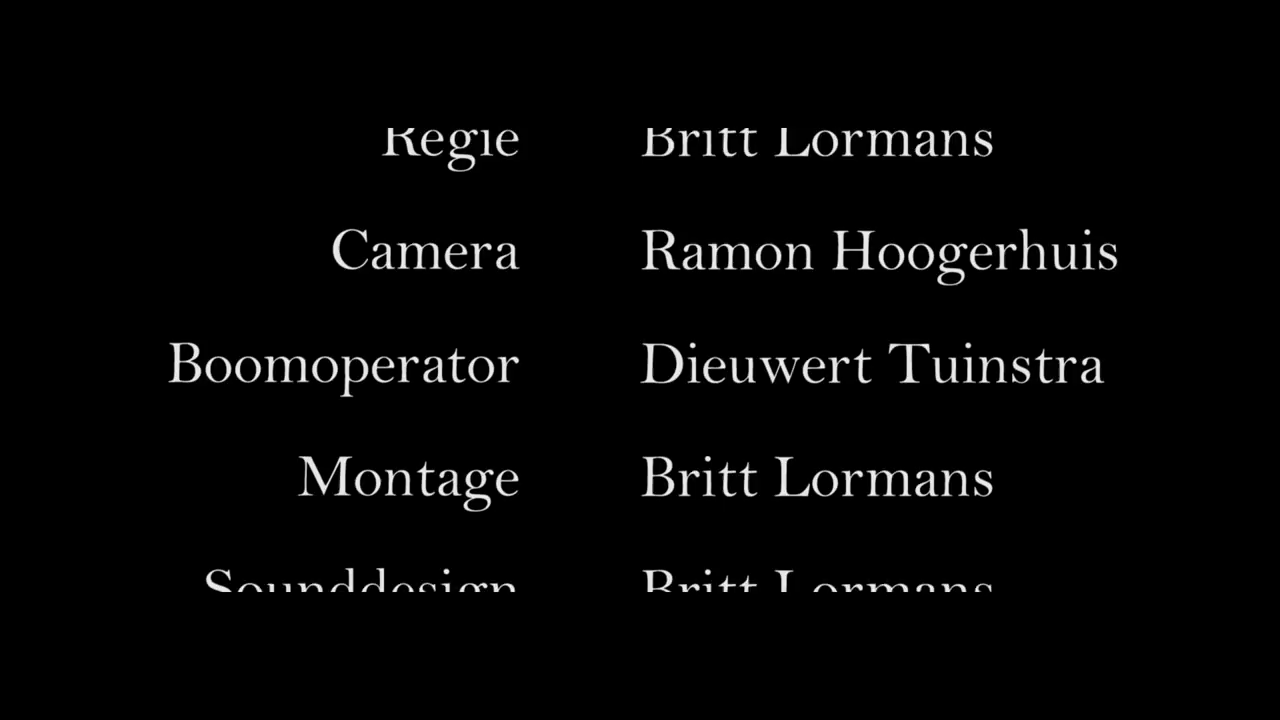 Regie Britt Lormans
Camera Ramon Hoogerhuis
Boomoperator Dieuwert Tuinstra
Montage Britt Lormans
Sounddesign Britt Lormans